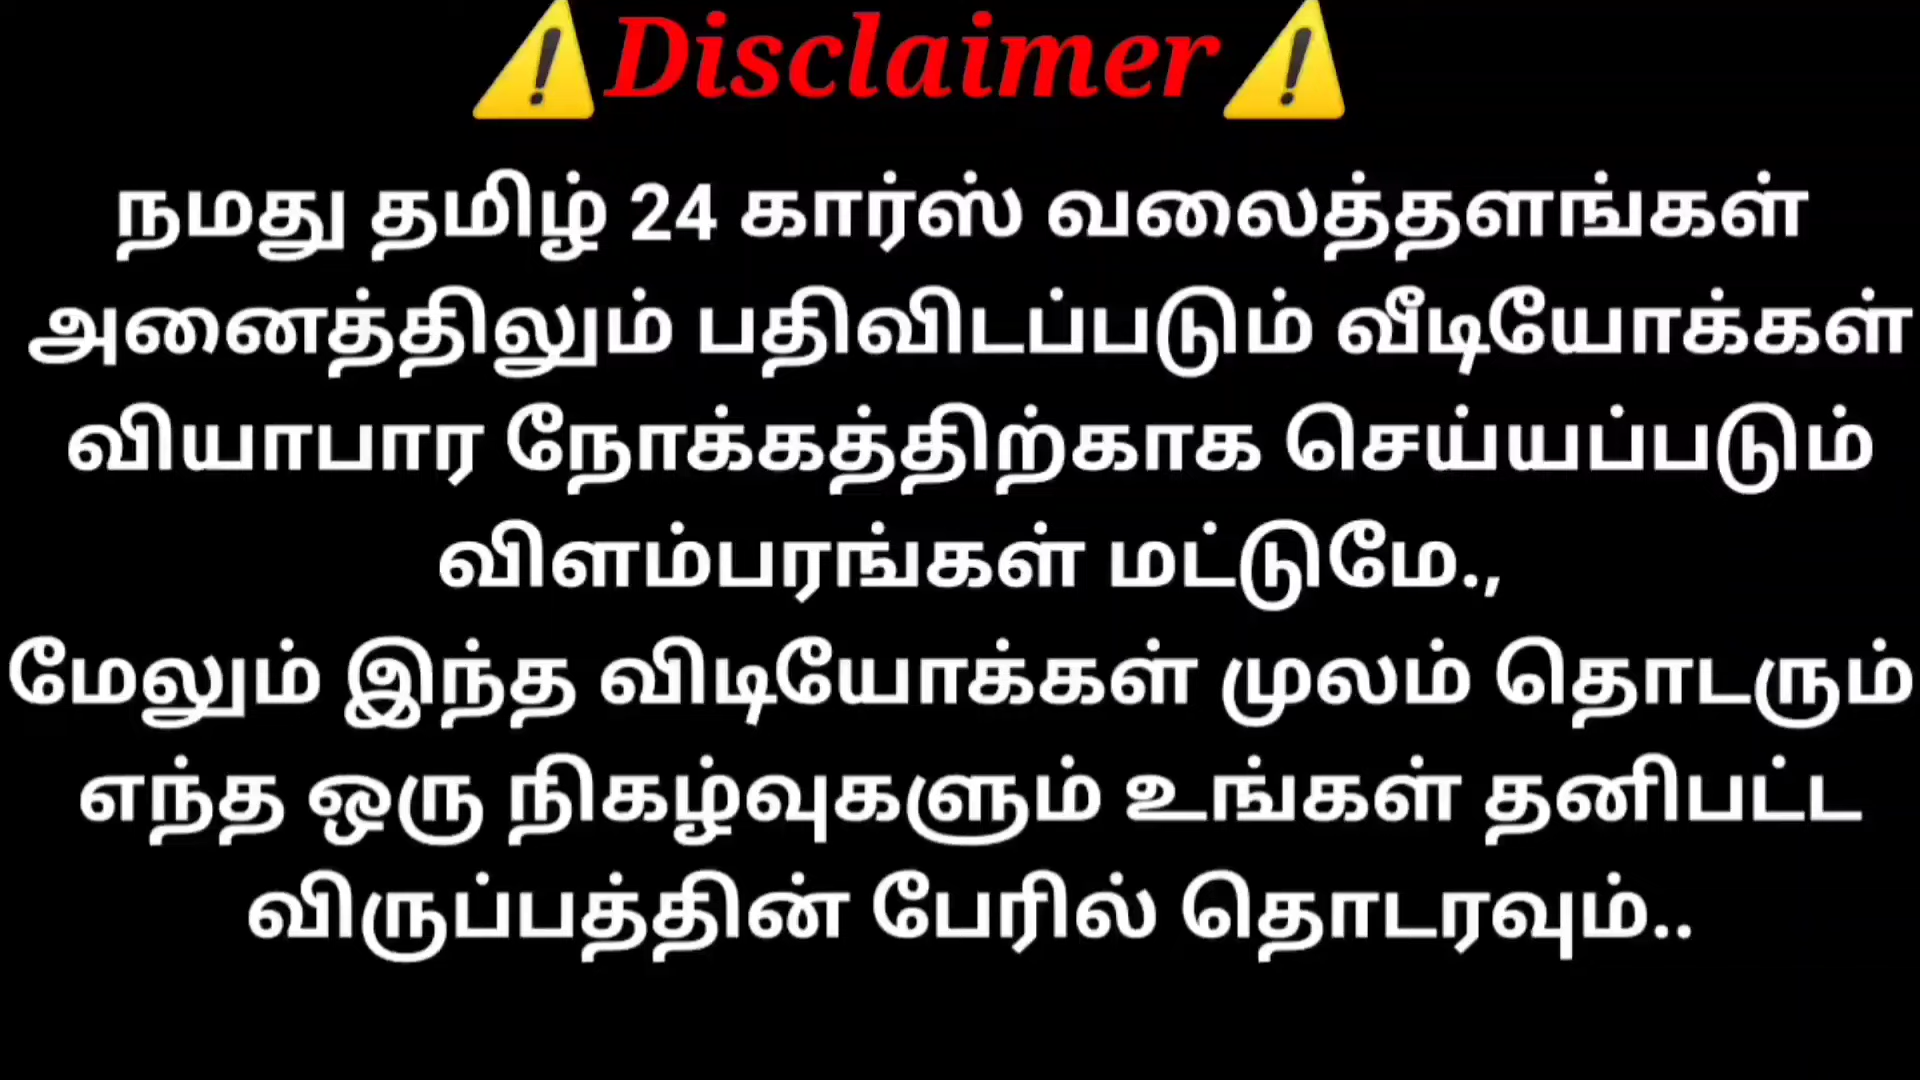 ⚠️Disclaimer⚠️
நமது தமிழ் 24 கார்ஸ் வலைத்தளங்கள்
அனைத்திலும் பதிவிடப்படும் வீடியோக்கள்
வியாபார நோக்கத்திற்காக செய்யப்படும்
விளம்பரங்கள் மட்டுமே.,
மேலும் இந்த விடியோக்கள் முலம் தொடரும்
எந்த ஒரு நிகழ்வுகளும் உங்கள் தனிபட்ட
விருப்பத்தின் பேரில் தொடரவும்..